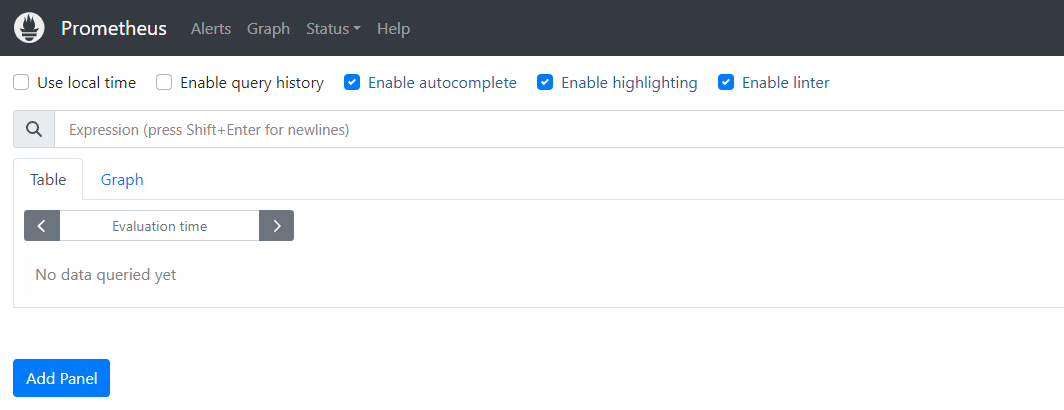 Prometheus Alerts Graph Status Help
Use local time Enable query history Enable autocomplete Enable highlighting Enable linter
Expression (press Shift+Enter for newlines)
Table Graph
Evaluation time
No data queried yet
Add Panel